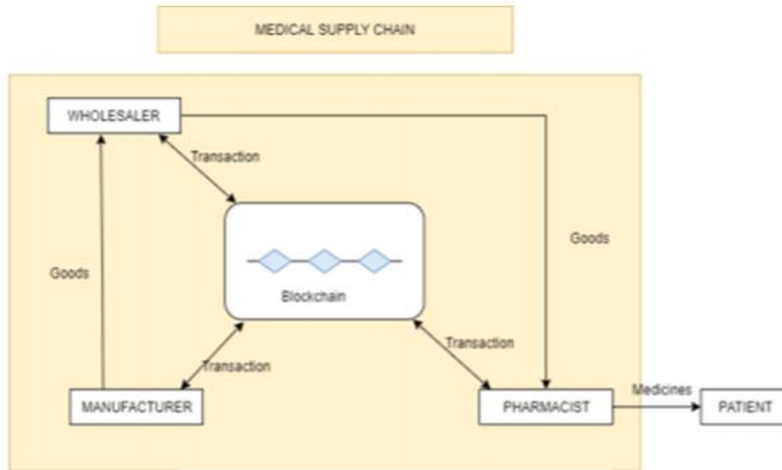 MEDICAL SUPPLY CHAIN
WHOLESALER
Transaction
Goods
Goods
Blockchain
Transaction
Transaction
MANUFACTURER
PHARMACIST
Medicines
PATIENT